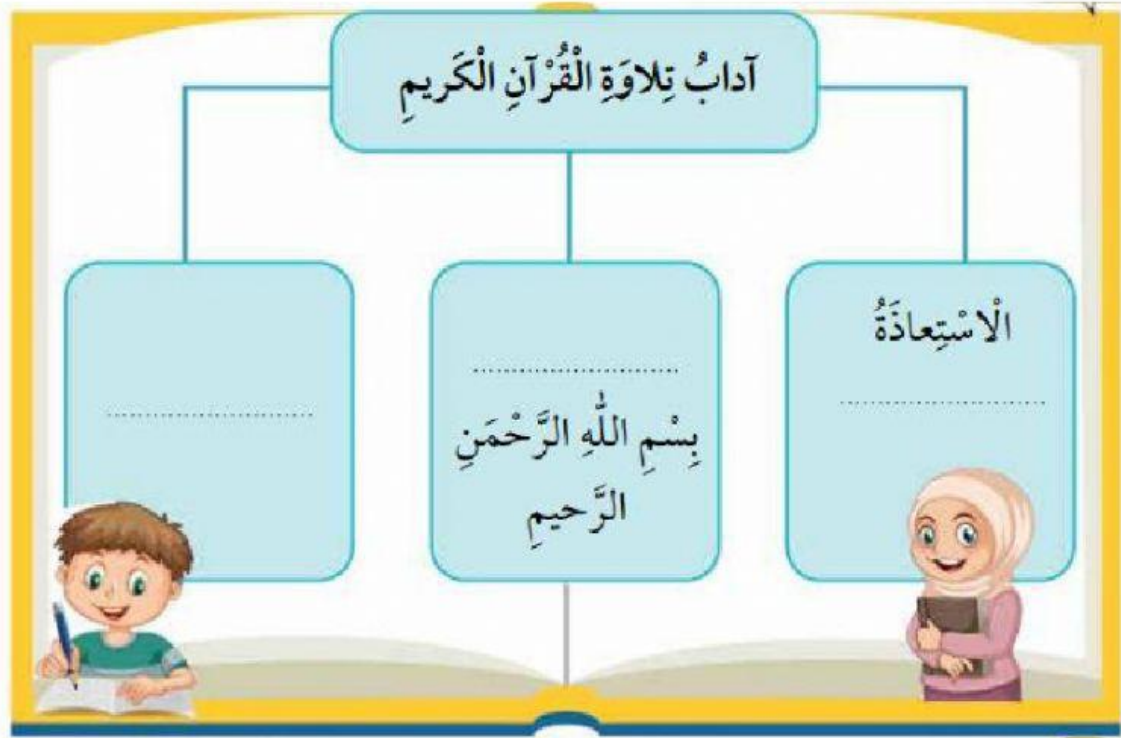 آدابُ تِلاوَةِ الْقُرْآنِ الْكَريمِ
الْاسْتِعاذَةُ
بِسْمِ اللَّهِ الرَّحْمَنِ
الرَّحيمِ